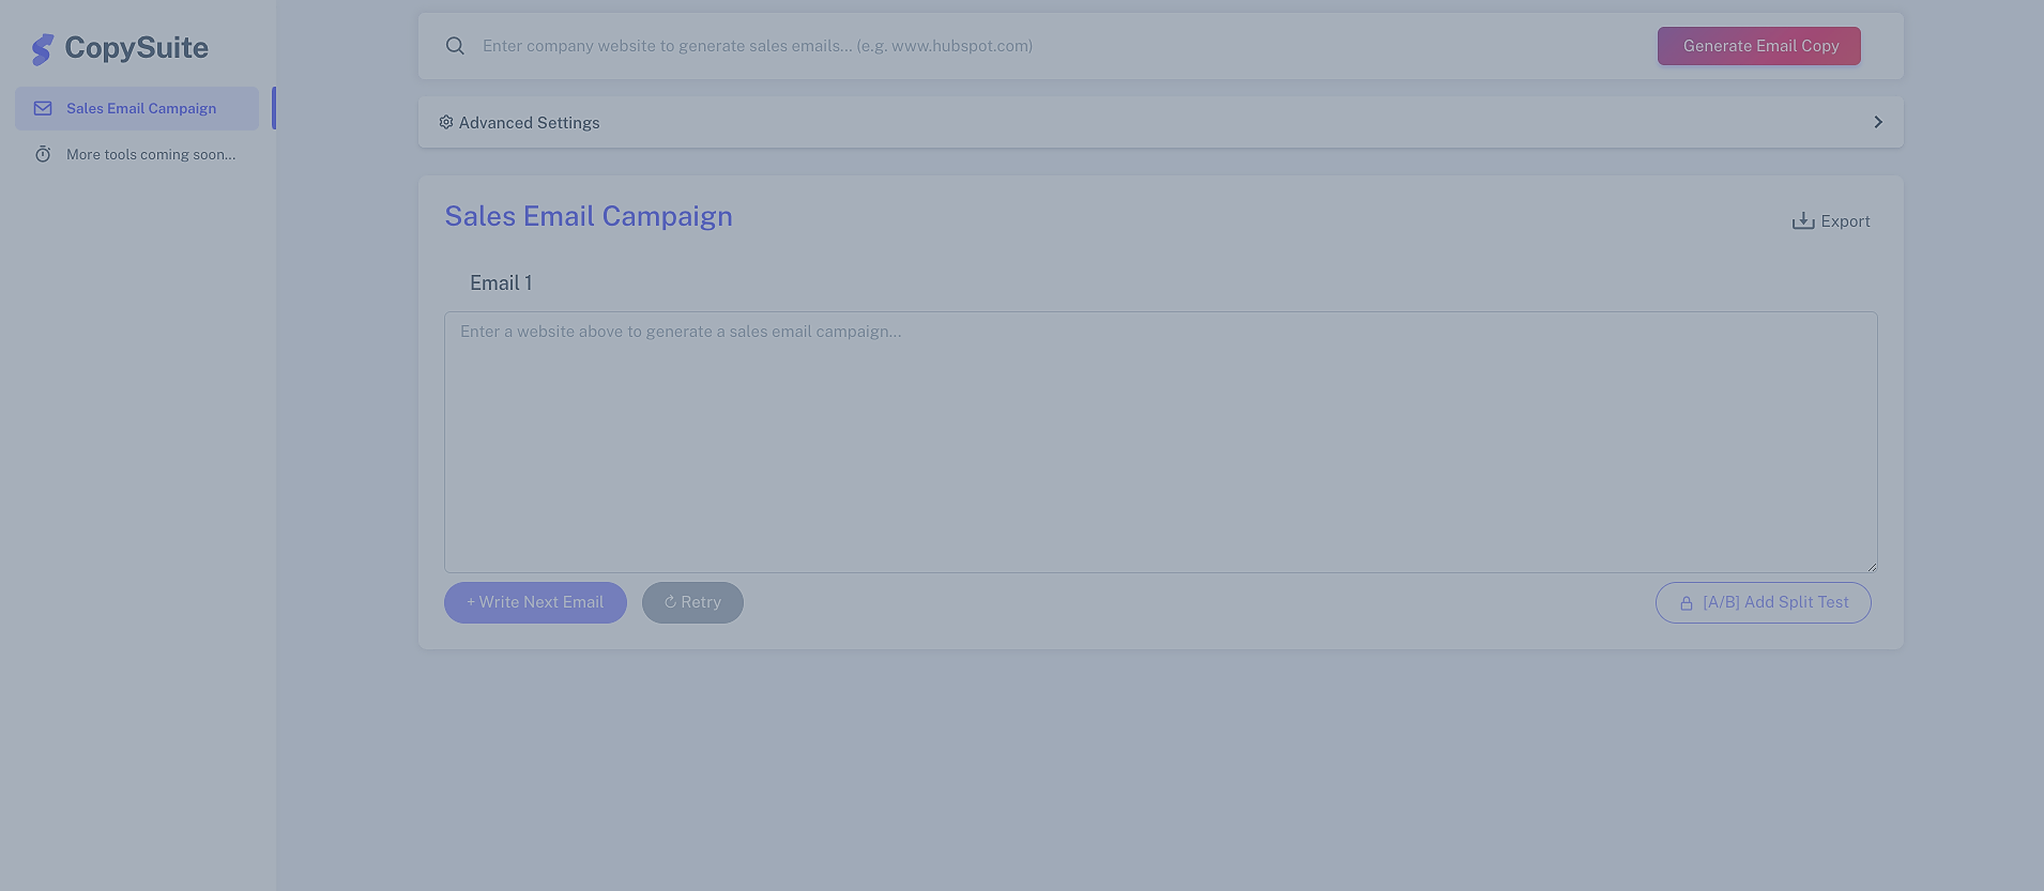 CopySuite
Sales Email Campaign
More tools coming soon...
Enter company website to generate sales emails... (e.g. www.hubspot.com)
Generate Email Copy
Advanced Settings
Sales Email Campaign
Export
Email 1
Enter a website above to generate a sales email campaign...
+ Write Next Email
Retry
[A/B] Add Split Test